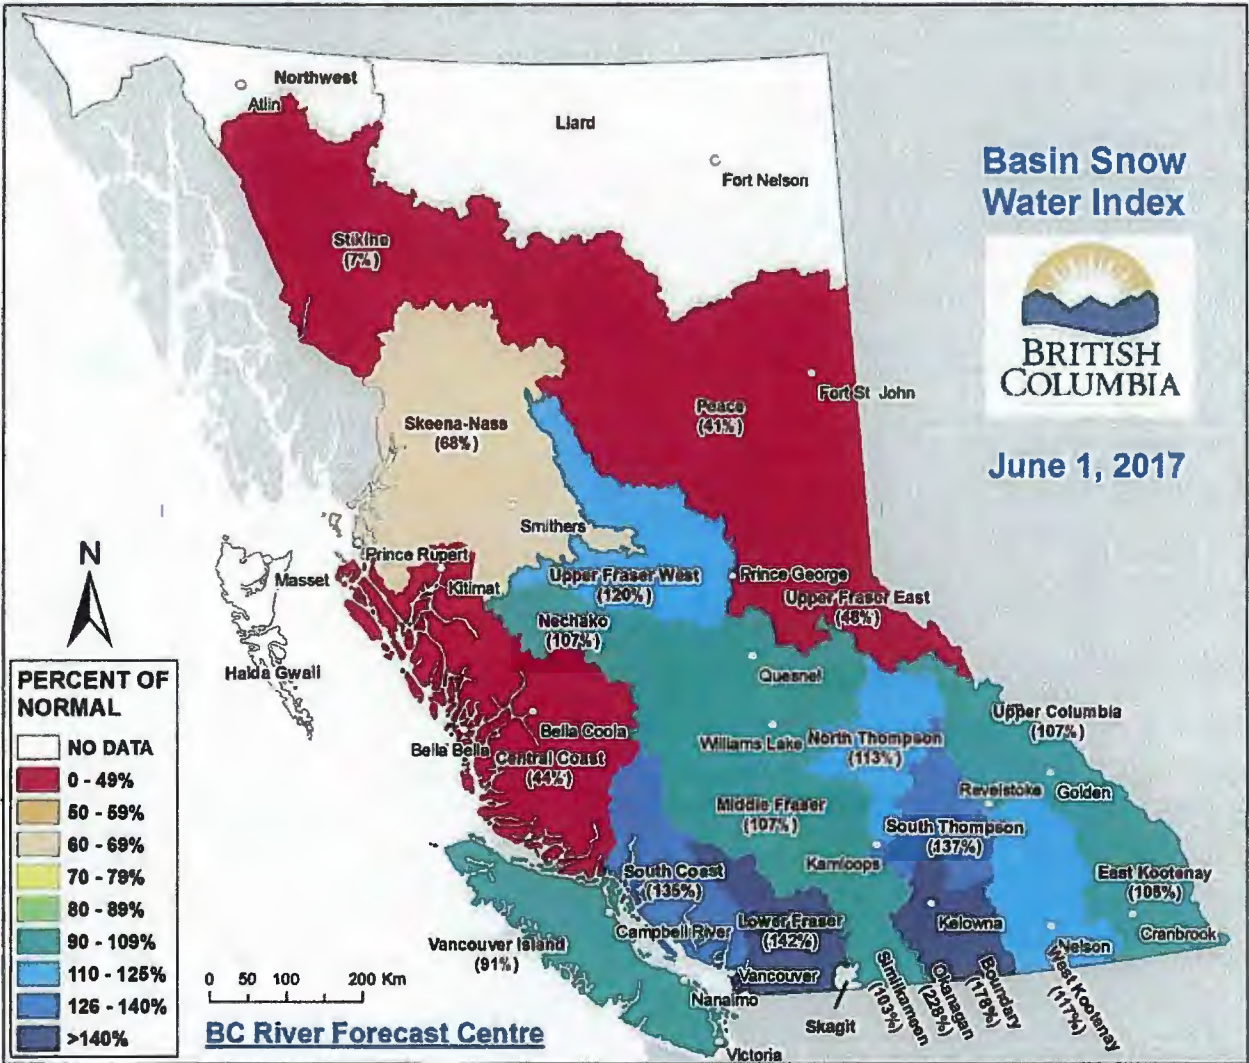 Northwest
Atlin
Liard
Fort Nelson
Basin Snow
Water Index
BRITISH
COLUMBIA
June 1, 2017
Stikine
(7%)
Peace
(41%)
Fort St John
Skeena-Nass
(68%)
Smithers
N
Masset
Prince Rupert
Kitimat
Upper Fraser West
(120%)
Prince George
Upper Fraser East
(48%)
Nechako
(107%)
Haida Gwaii
Quesnel
Upper Columbia
(107%)
Bella Coola
Bella Bella
Central Coast
(44%)
Williams Lake
North Thompson
(113%)
Revelstoke
Golden
Middle Fraser
(107%)
South Thompson
(137%)
Kamloops
South Coast
(135%)
East Kootenay
(106%)
Campbell River
Lower Fraser
(142%)
Kelowna
Cranbrook
Nelson
Vancouver Island
(91%)
Vancouver
Nanaimo
Victoria
Skagit
Similkameen
(103%)
Okanagan
(228%)
Boundary
(178%)
West Kootenay
(117%)
PERCENT OF
NORMAL
NO DATA
0 - 49%
50 - 59%
60 - 69%
70 - 79%
80 - 89%
90 - 109%
110 - 125%
126 - 140%
>140%
0 50 100 200 Km
BC River Forecast Centre